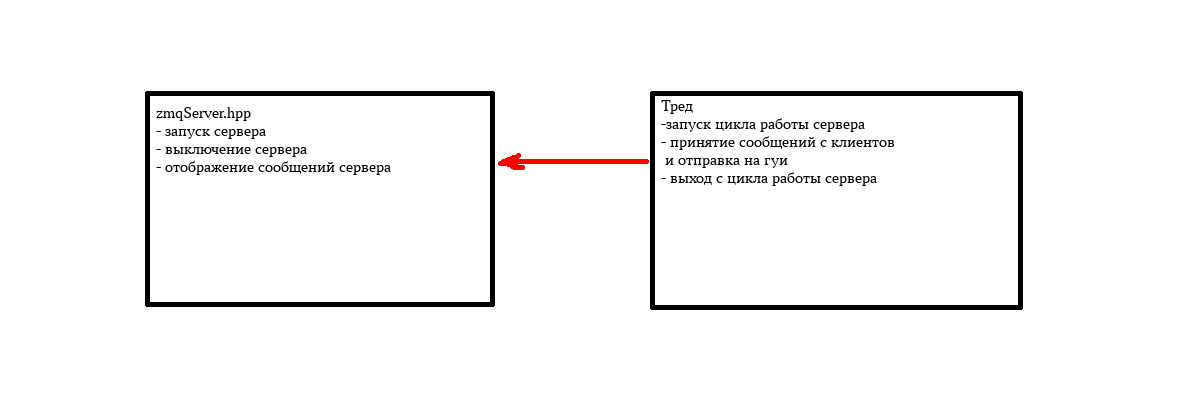 zmqServer.hpp
- запуск сервера
- выключение сервера
- отображение сообщений сервера
Тред
-запуск цикла работы сервера
- принятие сообщений с клиентов
и отправка на гуи
- выход с цикла работы сервера